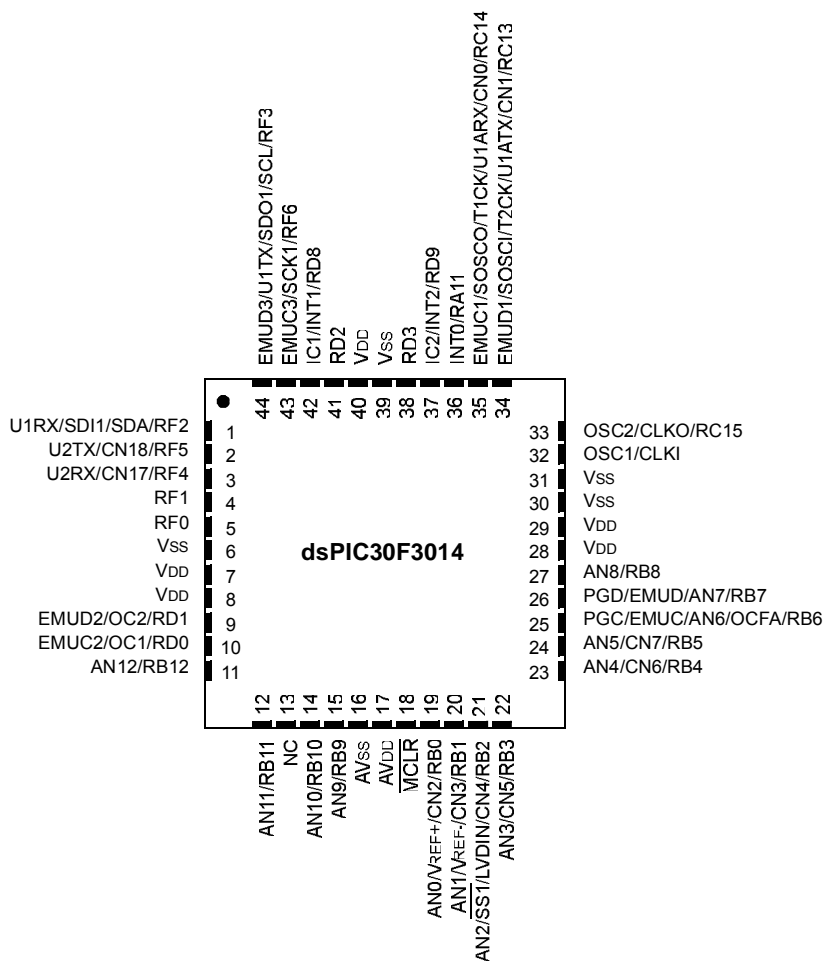 EMUD3/U1TX/SDO1/SCL/RF3
EMUC3/SCK1/RF6
IC1/INT1/RD8
RD2
VDD
VSS
RD3
IC2/INT2/RD9
INT0/RA11
EMUC1/SOSCO/T1CK/U1ARX/CN0/RC14
EMUD1/SOSCI/T2CK/U1ATX/CN1/RC13
44
43
42
41
40
39
38
37
36
35
34
U1RX/SDI1/SDA/RF2
U2TX/CN18/RF5
U2RX/CN17/RF4
RF1
RF0
VSS
VDD
VDD
EMUD2/OC2/RD1
EMUC2/OC1/RD0
AN12/RB12
1
2
3
4
5
6
7
8
9
10
11
dsPIC30F3014
33
32
31
30
29
28
27
26
25
24
23
OSC2/CLKO/RC15
OSC1/CLKI
VSS
VSS
VDD
VDD
AN8/RB8
PGD/EMUD/AN7/RB7
PGC/EMUC/AN6/OCFA/RB6
AN5/CN7/RB5
AN4/CN6/RB4
12
13
14
15
16
17
18
19
20
21
22
AN11/RB11
NC
AN10/RB10
AN9/RB9
AVSS
AVDD
MCLR
AN0/VREF+/CN2/RB0
AN1/VREF-/CN3/RB1
AN2/SS1/LVDIN/CN4/RB2
AN3/CN5/RB3